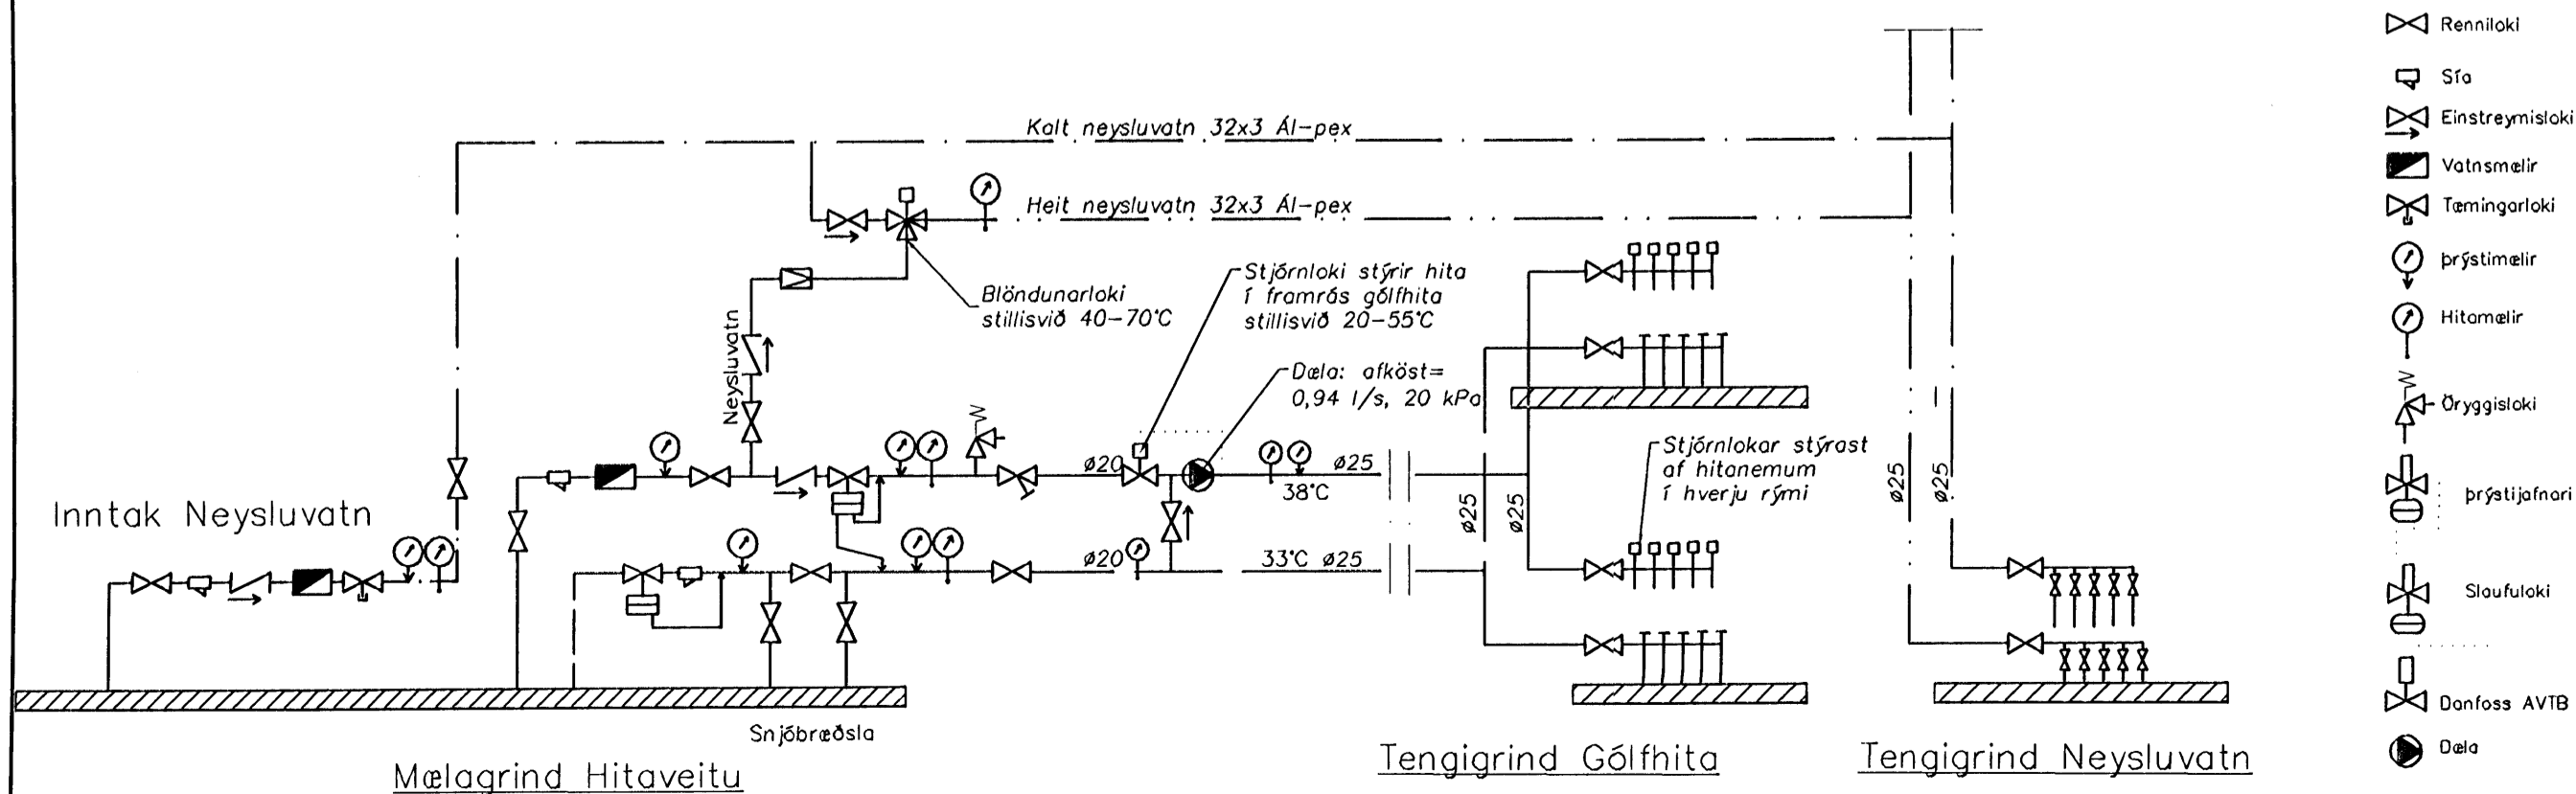 Kalt neysluvatn 32x3 Ál-pex
Heit neysluvatn 32x3 Ál-pex
Blöndunarloki
stillisvið 40-70°C
Stjórnloki stýrir hita
í framrás gólfhita
stillisvið 20-55°C
Dæla: afköst=
0,94 l/s, 20 kPa
Neysluvatn
Stjórnlokar stýrast
af hitanemum
í hverju rými
Inntak Neysluvatn
ø20
ø25
38°C
ø20
33°C ø25
ø25
ø25
ø25
ø25
Snjóbræðsla
Mælagrind Hitaveitu
Tengigrind Gólfhita
Tengigrind Neysluvatn
Renniloki
Sía
Einstreymisloki
Vatnsmælir
Tæmingarloki
Þrýstimælir
Hitamælir
Öryggisloki
Þrýstijafnari
Slaufuloki
Danfoss AVTB
Dæla